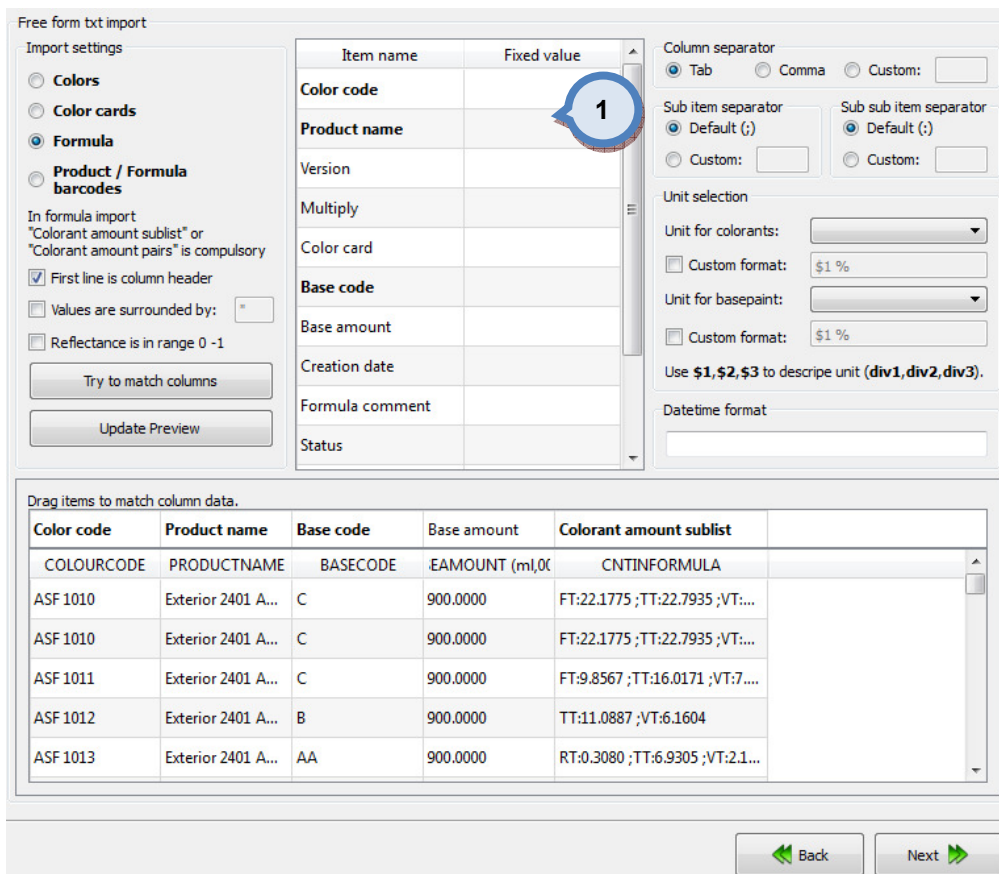 Free form txt import
Import settings
Colors
Color cards
Formula
Product / Formula
barcodes
In formula import
"Colorant amount sublist" or
"Colorant amount pairs" is compulsory
First line is column header
Values are surrounded by: "
Reflectance is in range 0 -1
Try to match columns
Update Preview
Item name Fixed value
Color code
Product name
Version
Multiply
Color card
Base code
Base amount
Creation date
Formula comment
Status
1
Column separator
Tab Comma Custom:
Sub item separator
Default (;)
Custom:
Sub sub item separator
Default (:)
Custom:
Unit selection
Unit for colorants:
Custom format: $1 %
Unit for basepaint:
Custom format: $1 %
Use $1,$2,$3 to descripe unit (div1,div2,div3).
Datetime format
Drag items to match column data.
Color code Product name Base code Base amount Colorant amount sublist
COLOURCODE PRODUCTNAME BASECODE EAMOUNT (ml,00 CNTINFORMULA
ASF 1010 Exterior 2401 A... C 900.0000 FT:22.1775 ;TT:22.7935 ;VT:...
ASF 1010 Exterior 2401 A... C 900.0000 FT:22.1775 ;TT:22.7935 ;VT:...
ASF 1011 Exterior 2401 A... C 900.0000 FT:9.8567 ;TT:16.0171 ;VT:7....
ASF 1012 Exterior 2401 A... B 900.0000 TT:11.0887 ;VT:6.1604
ASF 1013 Exterior 2401 A... AA 900.0000 RT:0.3080 ;TT:6.9305 ;VT:2.1...
Back Next